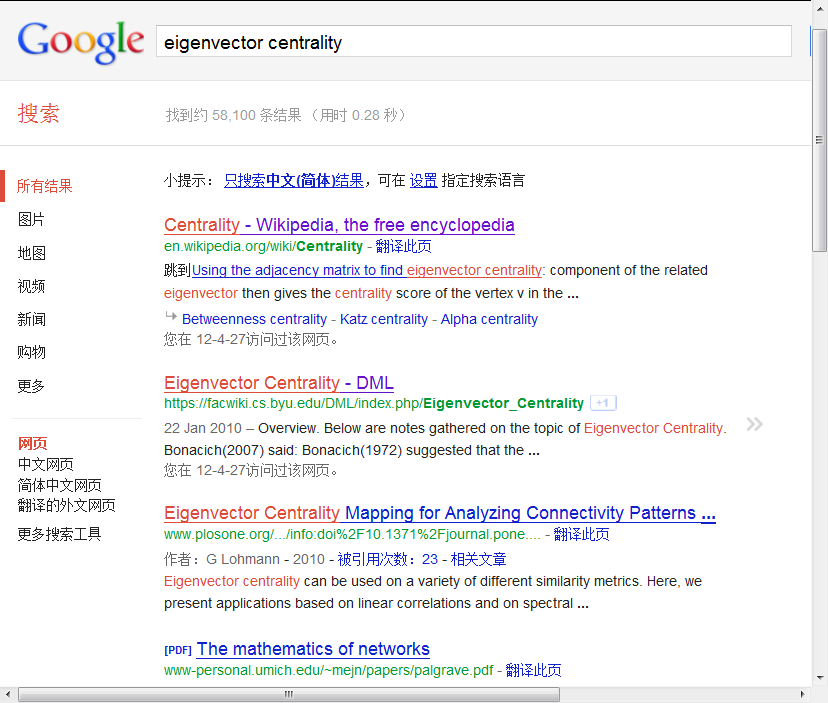 Google
eigenvector centrality
搜索
找到约 58,100 条结果 （用时 0.28 秒）
所有结果
图片
地图
视频
新闻
购物
更多
网页
中文网页
简体中文网页
翻译的外文网页
更多搜索工具
小提示： 只搜索中文(简体)结果，可在 设置 指定搜索语言
Centrality - Wikipedia, the free encyclopedia
en.wikipedia.org/wiki/Centrality - 翻译此页
跳到Using the adjacency matrix to find eigenvector centrality: component of the related
eigenvector then gives the centrality score of the vertex v in the ...
Betweenness centrality - Katz centrality - Alpha centrality
您在 12-4-27访问过该网页。
Eigenvector Centrality - DML
https://facwiki.cs.byu.edu/DML/index.php/Eigenvector_Centrality +1
22 Jan 2010 – Overview. Below are notes gathered on the topic of Eigenvector Centrality.
Bonacich(2007) said: Bonacich(1972) suggested that the ...
您在 12-4-27访问过该网页。
Eigenvector Centrality Mapping for Analyzing Connectivity Patterns ...
www.plosone.org/.../info:doi%2F10.1371%2Fjournal.pone.... - 翻译此页
作者：G Lohmann - 2010 - 被引用次数：23 - 相关文章
Eigenvector centrality can be used on a variety of different similarity metrics. Here, we
present applications based on linear correlations and on spectral ...
[PDF] The mathematics of networks
www-personal.umich.edu/~mejn/papers/palgrave.pdf - 翻译此页